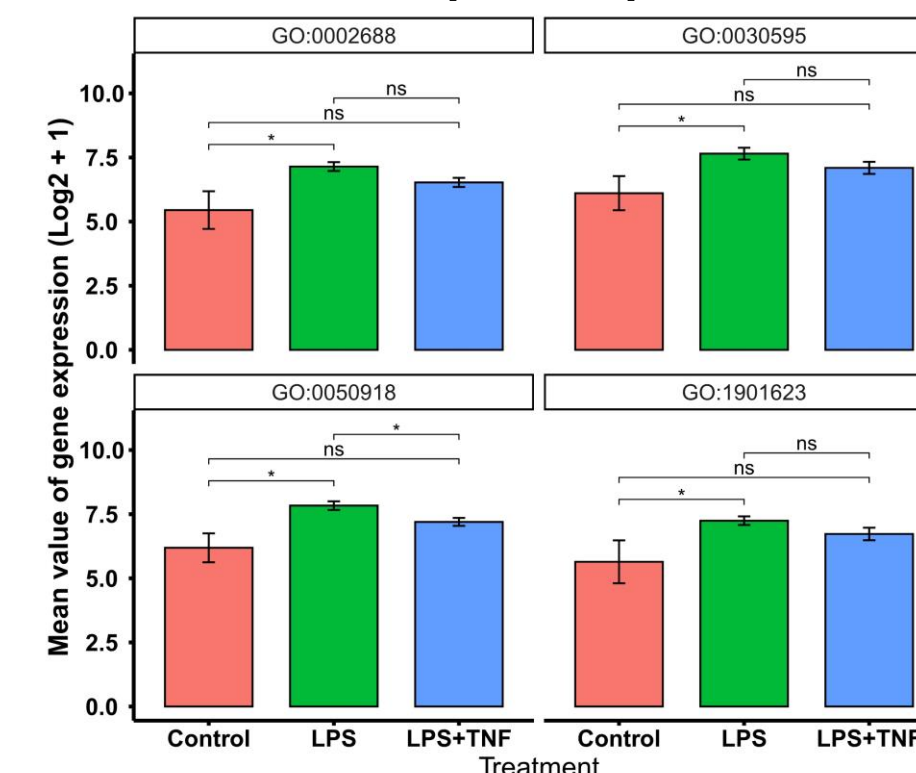 GO:0002688 GO:0030595
Mean value of gene expression (Log2 + 1)
10.0
7.5
5.0
2.5
0.0
ns
ns
*
ns
ns
*
GO:0050918 GO:1901623
10.0
7.5
5.0
2.5
0.0
*
ns
*
ns
ns
*
Control LPS LPS+TNF Control LPS LPS+TNF
Treatment